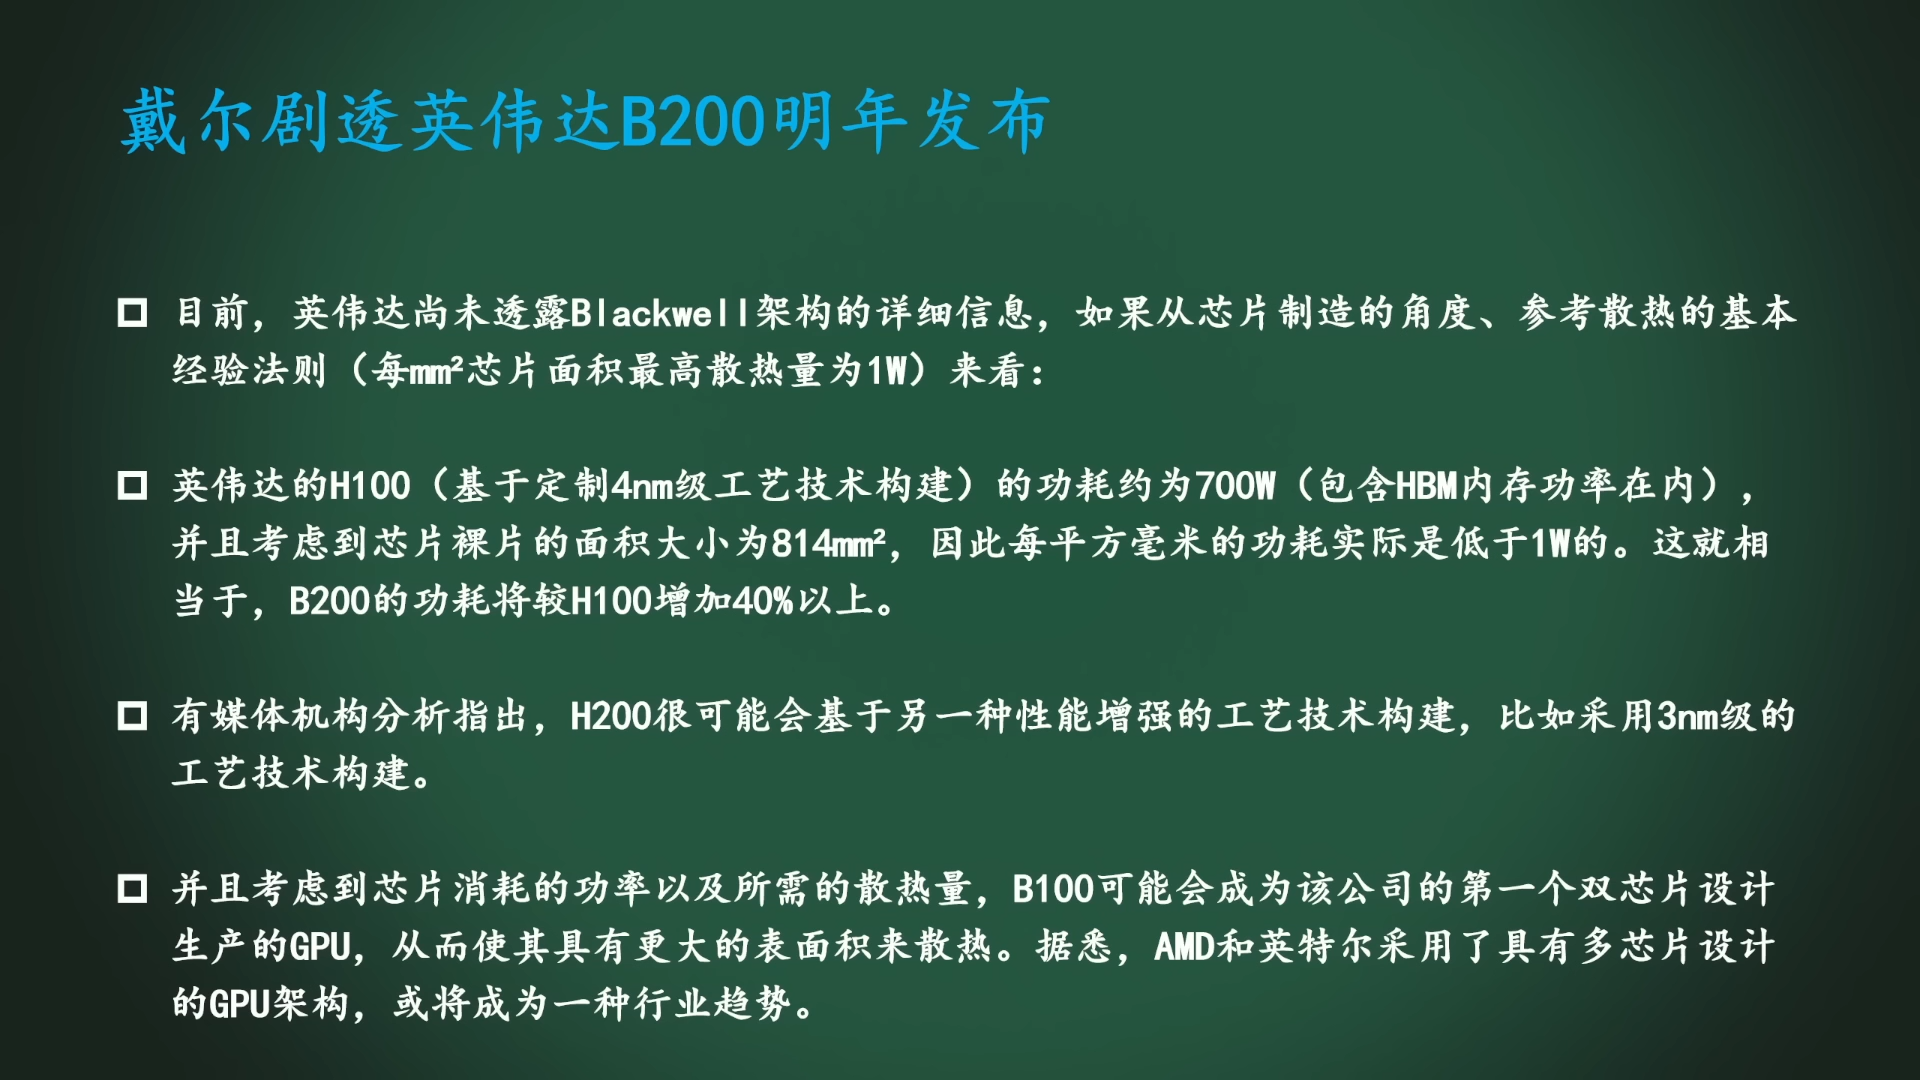 戴尔剧透英伟达B200明年发布
目前，英伟达尚未透露Blackwell架构的详细信息，如果从芯片制造的角度、参考散热的基本
经验法则（每mm²芯片面积最高散热量为1W）来看：
英伟达的H100（基于定制4nm级工艺技术构建）的功耗约为700W（包含HBM内存功率在内），
并且考虑到芯片裸片的面积大小为814mm²，因此每平方毫米的功耗实际是低于1W的。这就相
当于，B200的功耗将较H100增加40%以上。
有媒体机构分析指出，H200很可能会基于另一种性能增强的工艺技术构建，比如采用3nm级的
工艺技术构建。
并且考虑到芯片消耗的功率以及所需的散热量，B100可能会成为该公司的第一个双芯片设计
生产的GPU，从而使其具有更大的表面积来散热。据悉，AMD和英特尔采用了具有多芯片设计
的GPU架构，或将成为一种行业趋势。